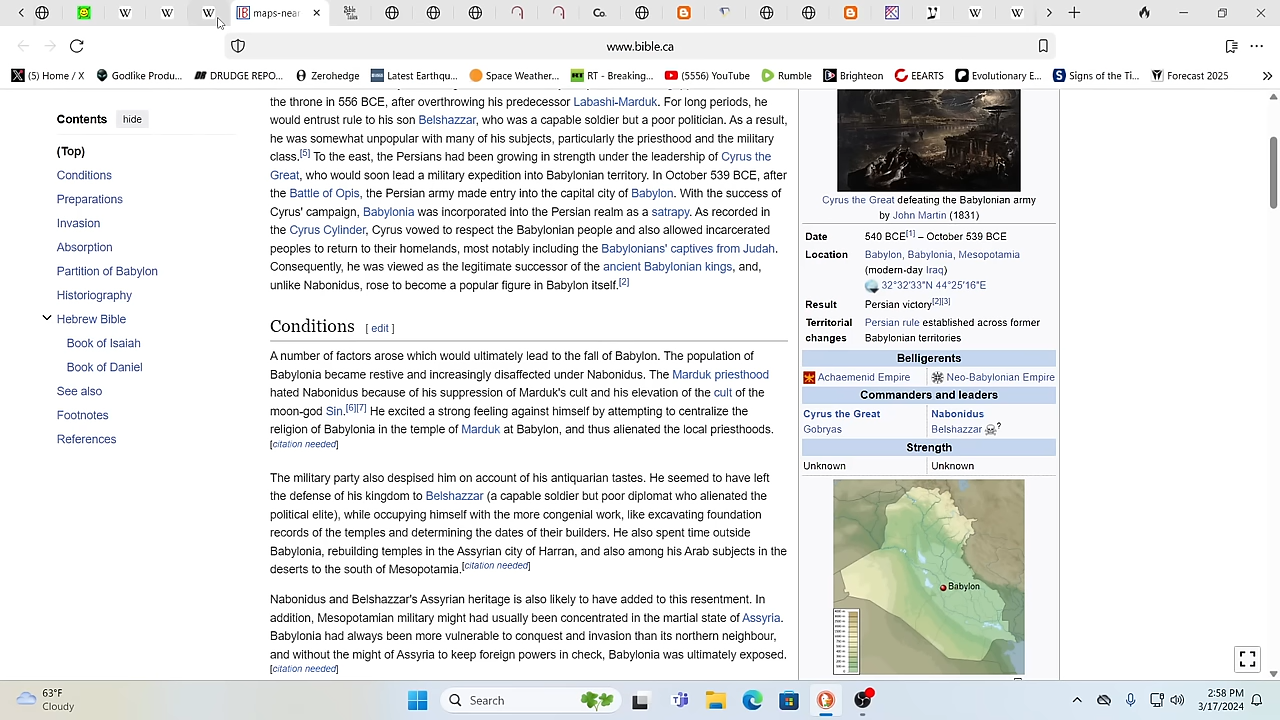 maps-near
Co.
www.bible.ca
(5) Home / X
Godlike Produ...
DRUDGE REPO...
Zerohedge
Latest Earthqu...
Space Weather...
RT - Breaking...
(5556) YouTube
Rumble
Brighteon
EEARTS
Evolutionary E...
Signs of the Ti...
Forecast 2025
Contents hide
(Top)
Conditions
Preparations
Invasion
Absorption
Partition of Babylon
Historiography
Hebrew Bible
Book of Isaiah
Book of Daniel
See also
Footnotes
References
the throne in 556 BCE, after overthrowing his predecessor Labashi-Marduk. For long periods, he
would entrust rule to his son Belshazzar, who was a capable soldier but a poor politician. As a result,
he was somewhat unpopular with many of his subjects, particularly the priesthood and the military
class.[5] To the east, the Persians had been growing in strength under the leadership of Cyrus the
Great, who would soon lead a military expedition into Babylonian territory. In October 539 BCE, after
the Battle of Opis, the Persian army made entry into the capital city of Babylon. With the success of
Cyrus' campaign, Babylonia was incorporated into the Persian realm as a satrapy. As recorded in
the Cyrus Cylinder, Cyrus vowed to respect the Babylonian people and also allowed incarcerated
peoples to return to their homelands, most notably including the Babylonians' captives from Judah.
Consequently, he was viewed as the legitimate successor of the ancient Babylonian kings, and,
unlike Nabonidus, rose to become a popular figure in Babylon itself.[2]
Conditions [ edit ]
A number of factors arose which would ultimately lead to the fall of Babylon. The population of
Babylonia became restive and increasingly disaffected under Nabonidus. The Marduk priesthood
hated Nabonidus because of his suppression of Marduk's cult and his elevation of the cult of the
moon-god Sin.[6][7] He excited a strong feeling against himself by attempting to centralize the
religion of Babylonia in the temple of Marduk at Babylon, and thus alienated the local priesthoods.
[citation needed]
The military party also despised him on account of his antiquarian tastes. He seemed to have left
the defense of his kingdom to Belshazzar (a capable soldier but poor diplomat who alienated the
political elite), while occupying himself with the more congenial work, like excavating foundation
records of the temples and determining the dates of their builders. He also spent time outside
Babylonia, rebuilding temples in the Assyrian city of Harran, and also among his Arab subjects in the
deserts to the south of Mesopotamia.[citation needed]
Nabonidus and Belshazzar's Assyrian heritage is also likely to have added to this resentment. In
addition, Mesopotamian military might had usually been concentrated in the martial state of Assyria.
Babylonia had always been more vulnerable to conquest and invasion than its northern neighbour,
and without the might of Assyria to keep foreign powers in check, Babylonia was ultimately exposed.
[citation needed]
Cyrus the Great defeating the Babylonian army
by John Martin (1831)
Date 540 BCE[1] – October 539 BCE
Location Babylon, Babylonia, Mesopotamia
(modern-day Iraq)
32°32′33″N 44°25′16″E
Result Persian victory[2][3]
Territorial Persian rule established across former
changes Babylonian territories
Belligerents
Achaemenid Empire Neo-Babylonian Empire
Commanders and leaders
Cyrus the Great Nabonidus
Gobryas Belshazzar ?
Strength
Unknown Unknown
Babylon
63°F
Cloudy
Search
2:58 PM
3/17/2024